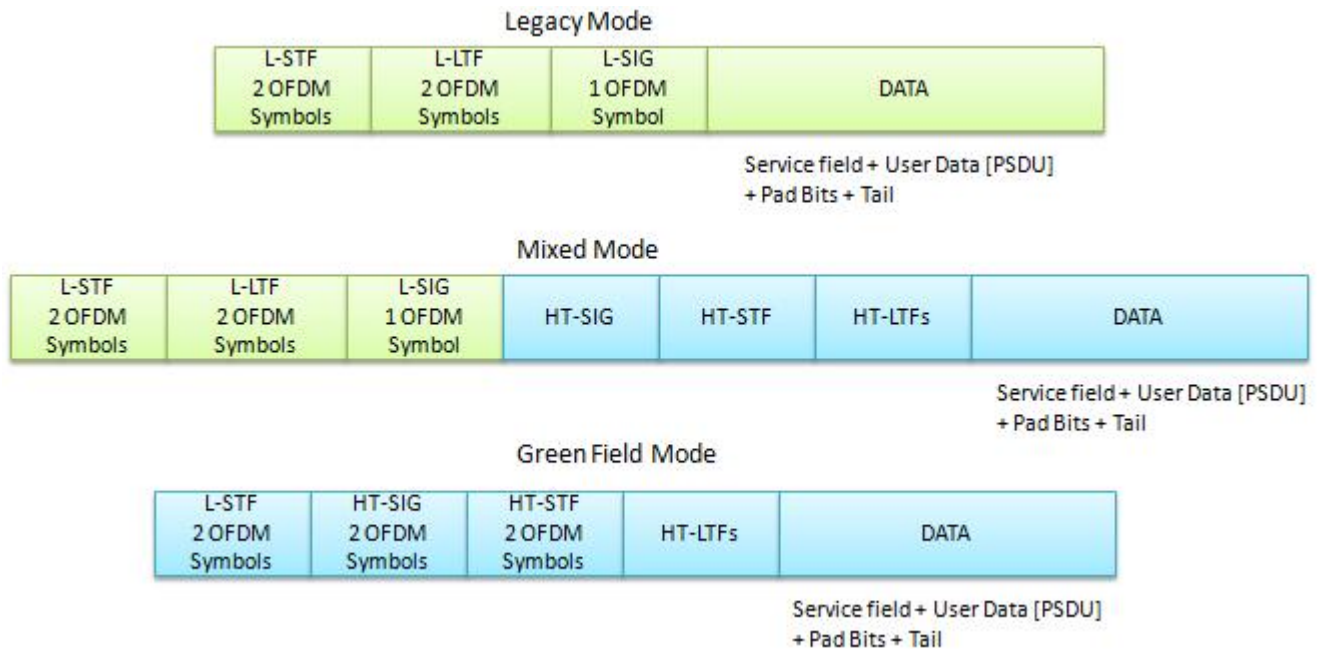 Legacy Mode
L-STF
2 OFDM
Symbols
L-LTF
2 OFDM
Symbols
L-SIG
1 OFDM
Symbol
DATA
Service field + User Data [PSDU]
+ Pad Bits + Tail
Mixed Mode
L-STF
2 OFDM
Symbols
L-LTF
2 OFDM
Symbols
L-SIG
1 OFDM
Symbol
HT-SIG
HT-STF
HT-LTFs
DATA
Service field + User Data [PSDU]
+ Pad Bits + Tail
Green Field Mode
L-STF
2 OFDM
Symbols
HT-SIG
2 OFDM
Symbols
HT-STF
2 OFDM
Symbols
HT-LTFs
DATA
Service field + User Data [PSDU]
+ Pad Bits + Tail